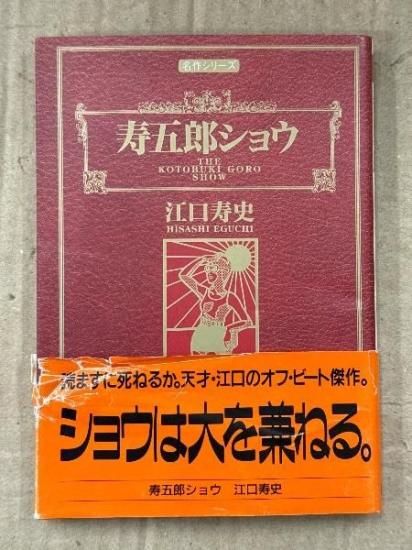 名作シリーズ
寿五郎ショウ
THE
KOTOBUKI GORO
SHOW
江口寿史
HISASHI EGUCHI
読まずに死ねるか。天才・江口のオフ・ビート傑作。
ショウは大を兼ねる。
寿五郎ショウ 江口寿史